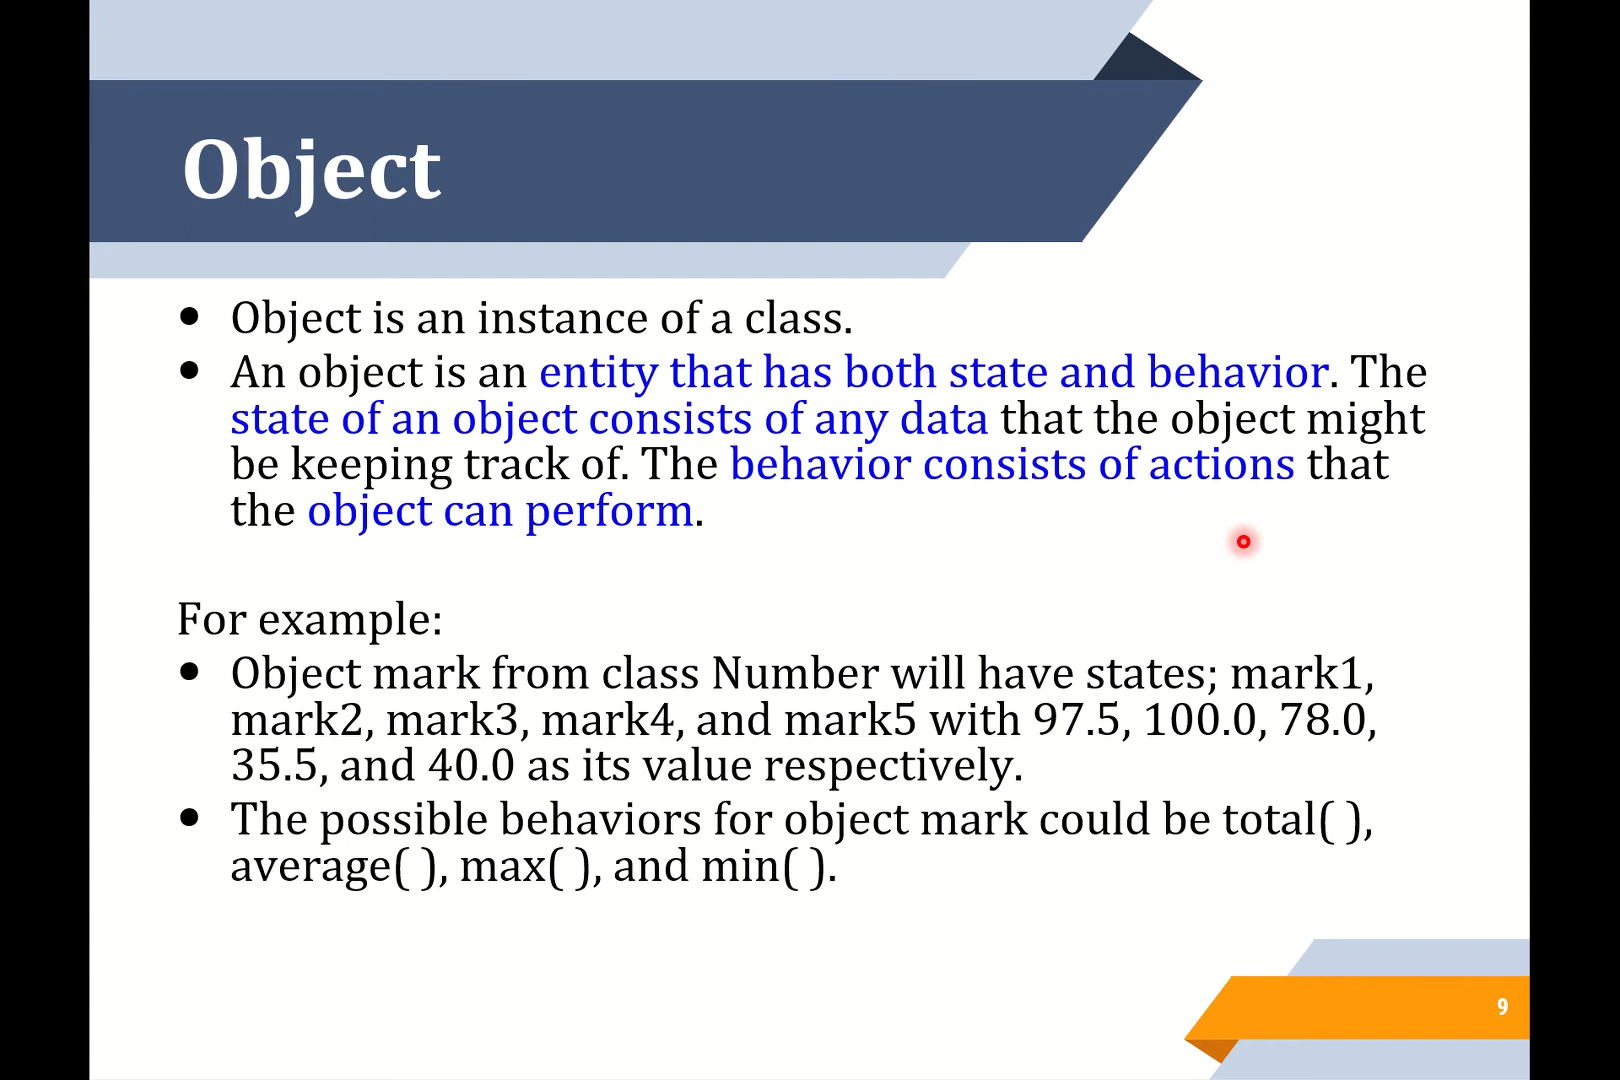 Object
• Object is an instance of a class.
• An object is an entity that has both state and behavior. The
state of an object consists of any data that the object might
be keeping track of. The behavior consists of actions that
the object can perform.
For example:
• Object mark from class Number will have states; mark1,
mark2, mark3, mark4, and mark5 with 97.5, 100.0, 78.0,
35.5, and 40.0 as its value respectively.
• The possible behaviors for object mark could be total( ),
average( ), max( ), and min( ).
9